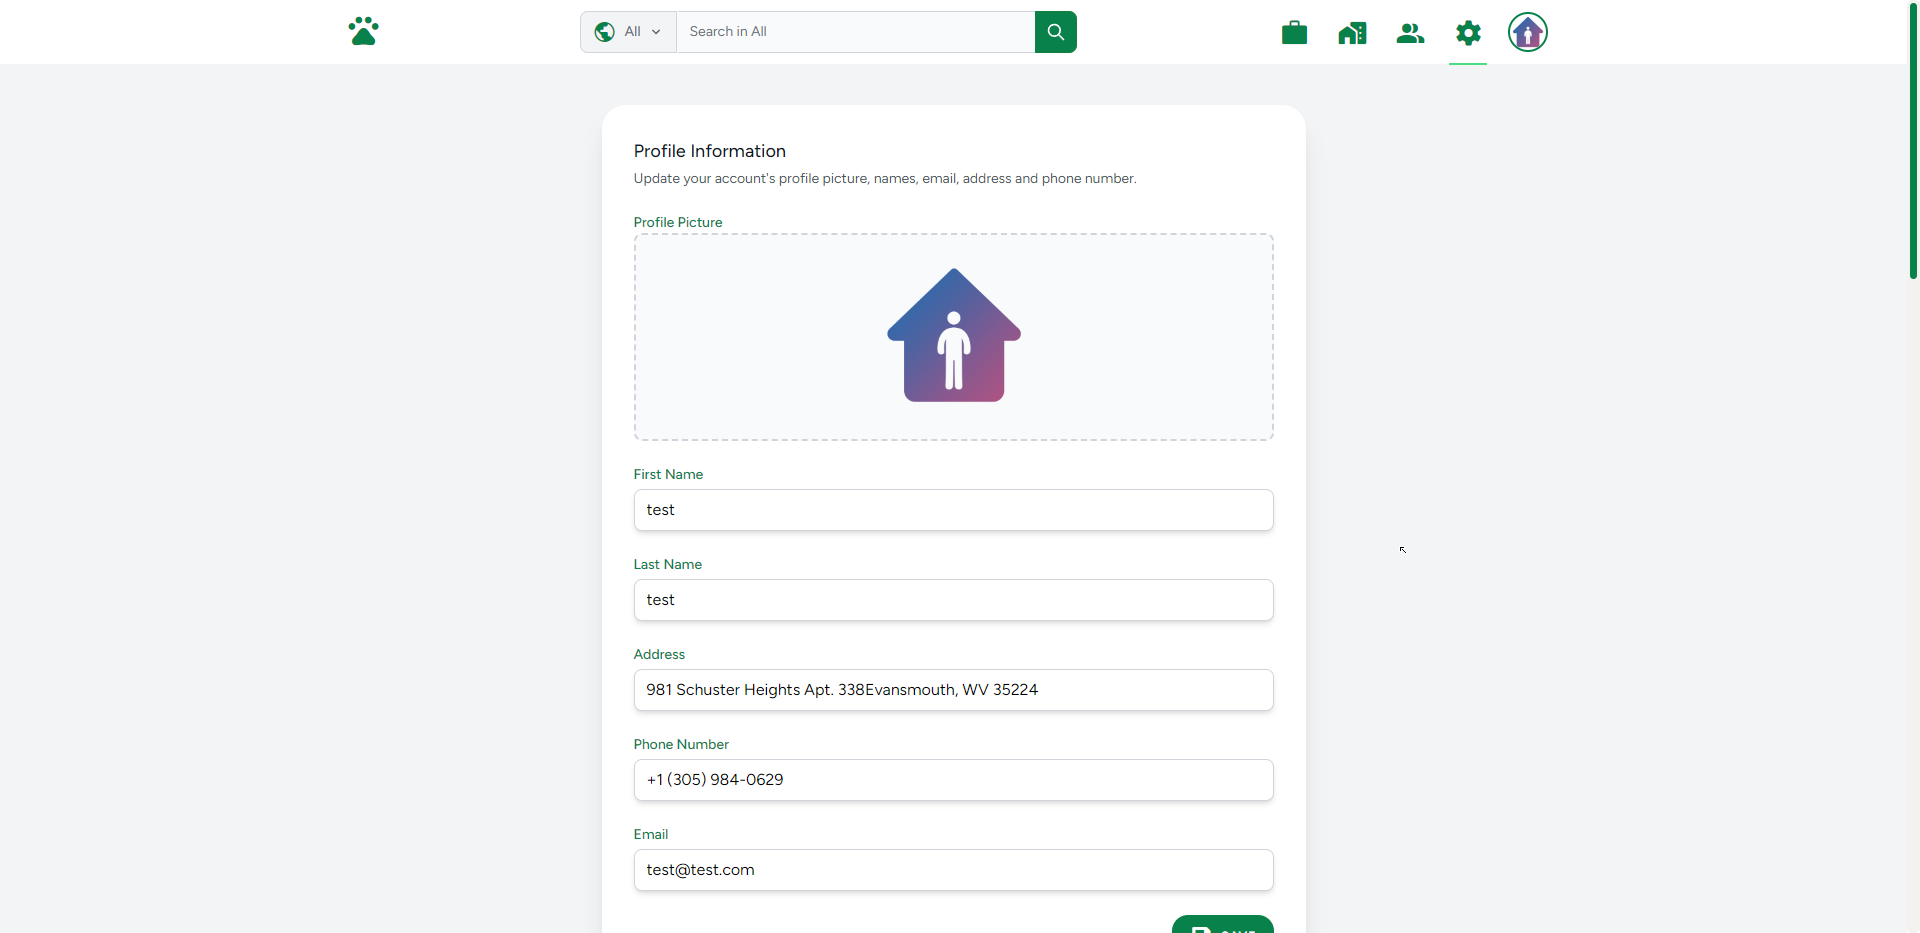 All
Search in All
Profile Information
Update your account's profile picture, names, email, address and phone number.
Profile Picture
First Name
test
Last Name
test
Address
981 Schuster Heights Apt. 338Evansmouth, WV 35224
Phone Number
+1 (305) 984-0629
Email
test@test.com
SAVE